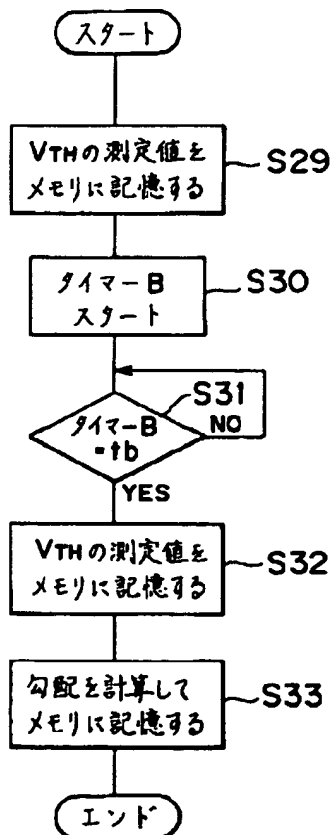 スタート
VTHの測定値を
メモリに記憶する
S29
タイマーB
スタート
S30
S31
タイマーB
=tb
NO
YES
VTHの測定値を
メモリに記憶する
S32
勾配を計算して
メモリに記憶する
S33
エンド